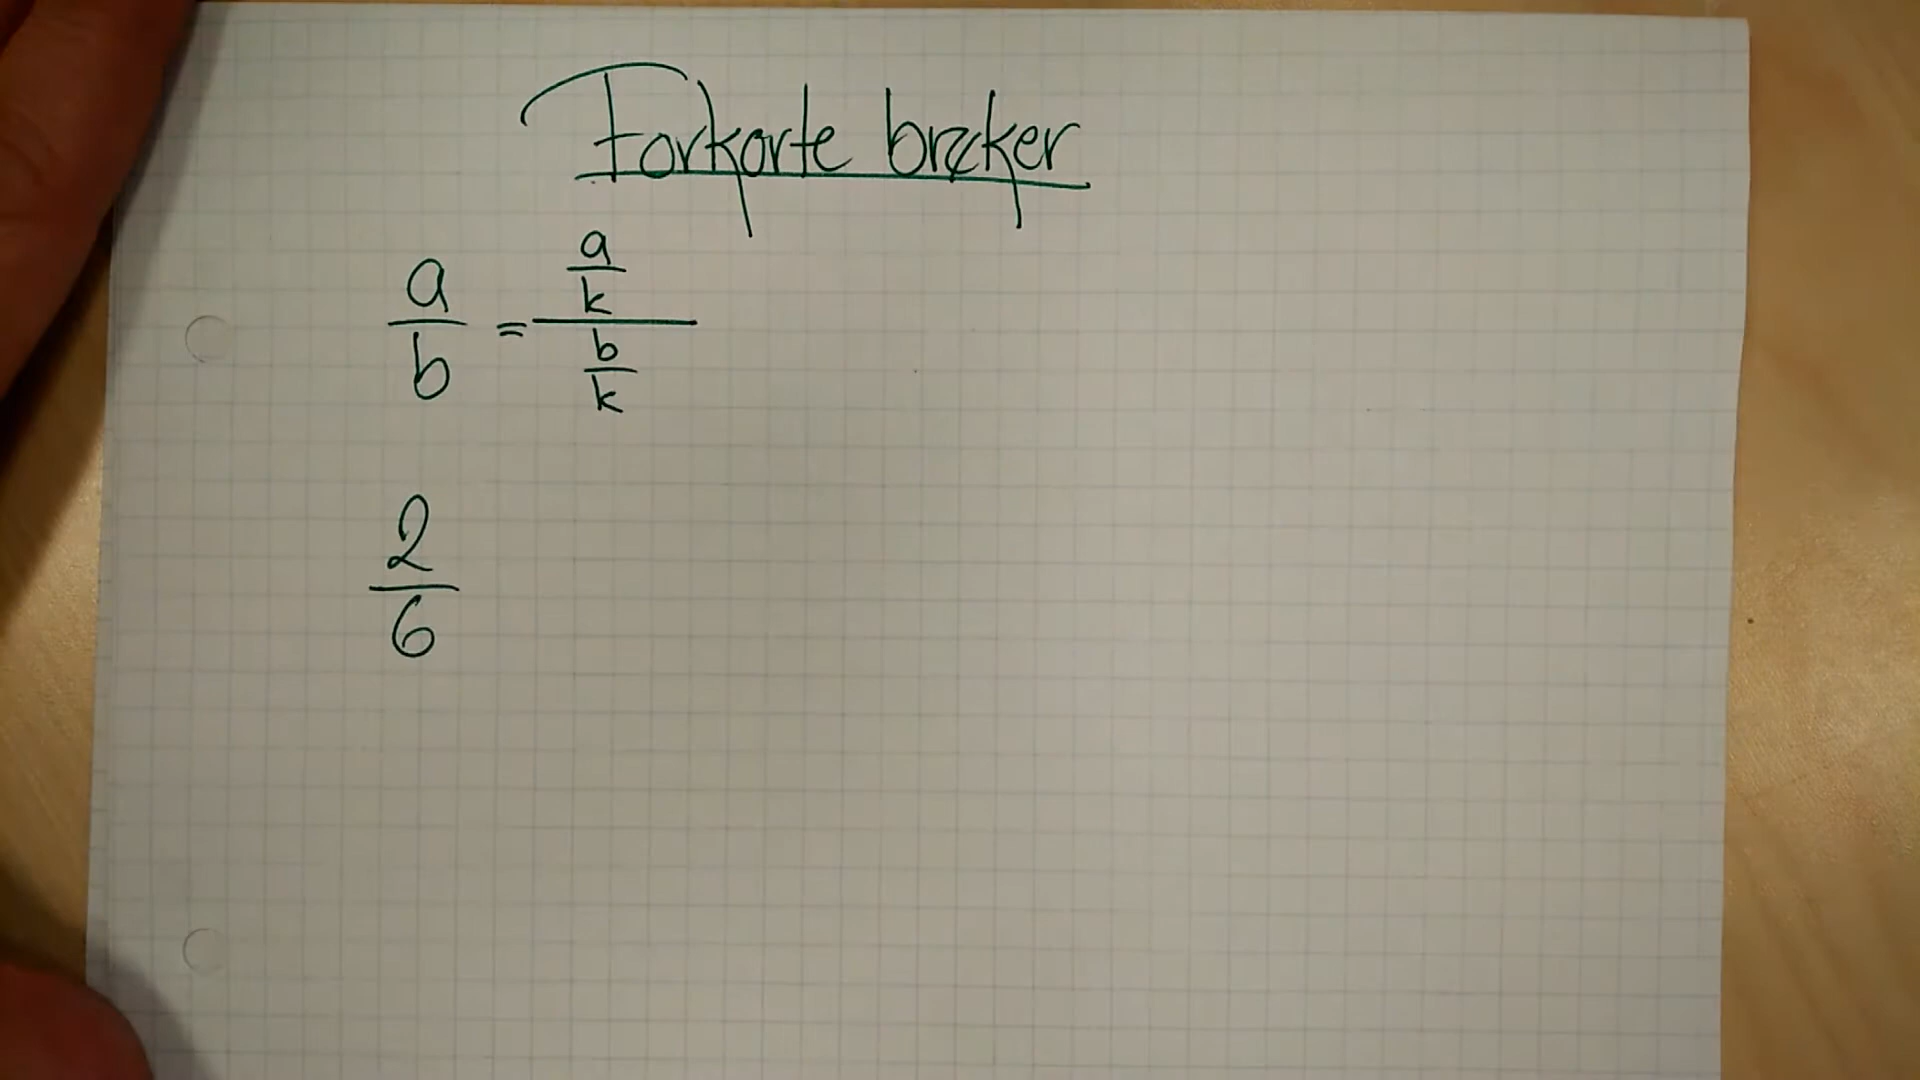 Forkorte brøker
a/b = (a/k)/(b/k)
2/6